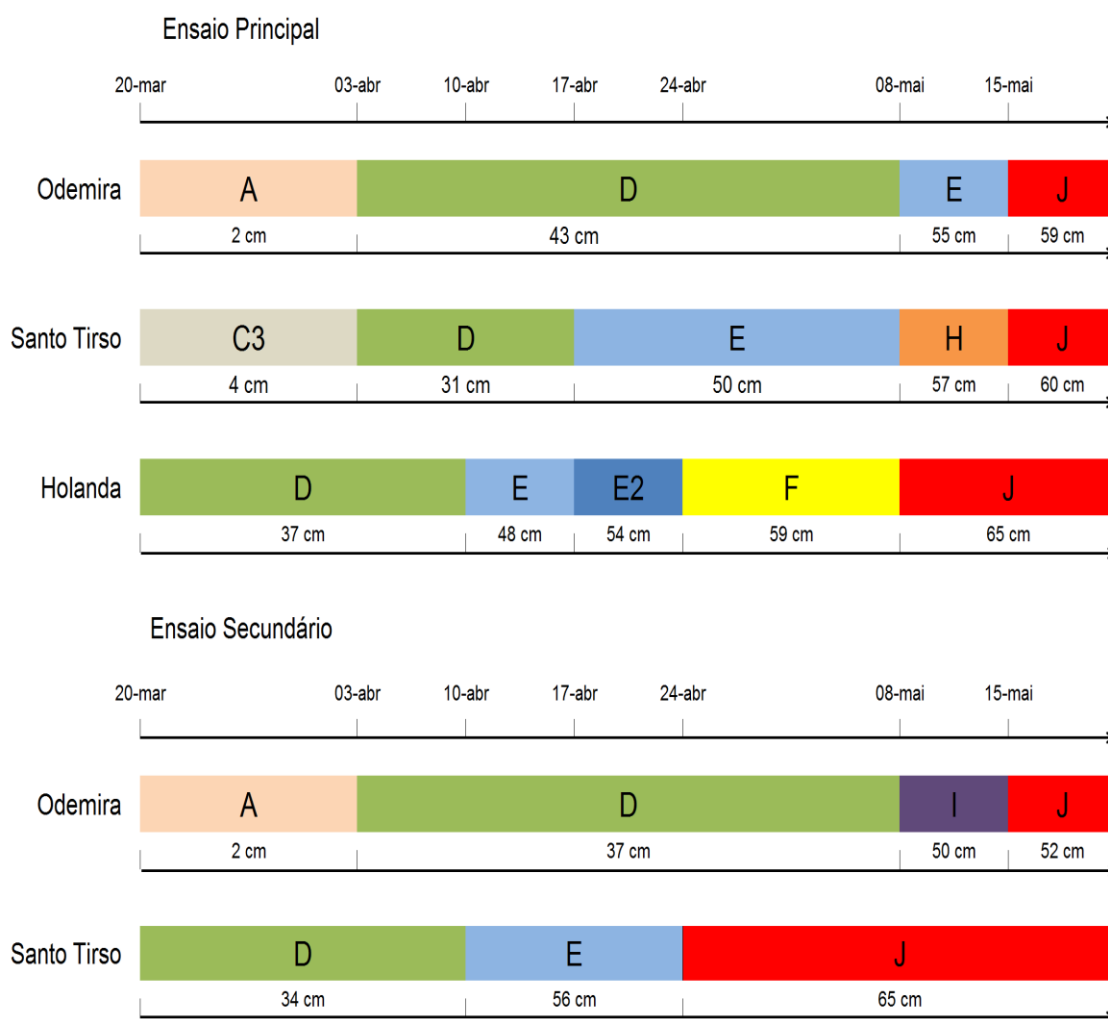 Ensaio Principal
20-mar 03-abr 10-abr 17-abr 24-abr 08-mai 15-mai
Odemira A D E J
2 cm 43 cm 55 cm 59 cm
Santo Tirso C3 D E H J
4 cm 31 cm 50 cm 57 cm 60 cm
Holanda D E E2 F J
37 cm 48 cm 54 cm 59 cm 65 cm
Ensaio Secundário
20-mar 03-abr 10-abr 17-abr 24-abr 08-mai 15-mai
Odemira A D I J
2 cm 37 cm 50 cm 52 cm
Santo Tirso D E J
34 cm 56 cm 65 cm